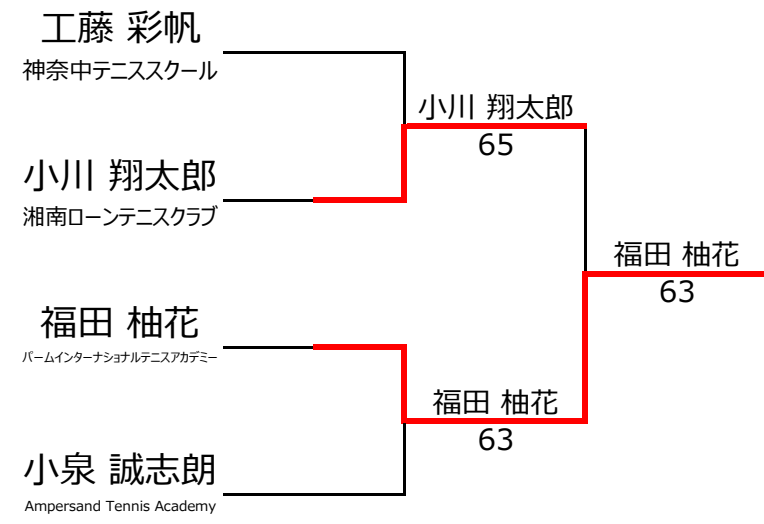 工藤 彩帆
神奈中テニススクール
小川 翔太郎
65
小川 翔太郎
湘南ローンテニスクラブ
福田 柚花
63
福田 柚花
パームインターナショナルテニスアカデミー
福田 柚花
63
小泉 誠志朗
Ampersand Tennis Academy